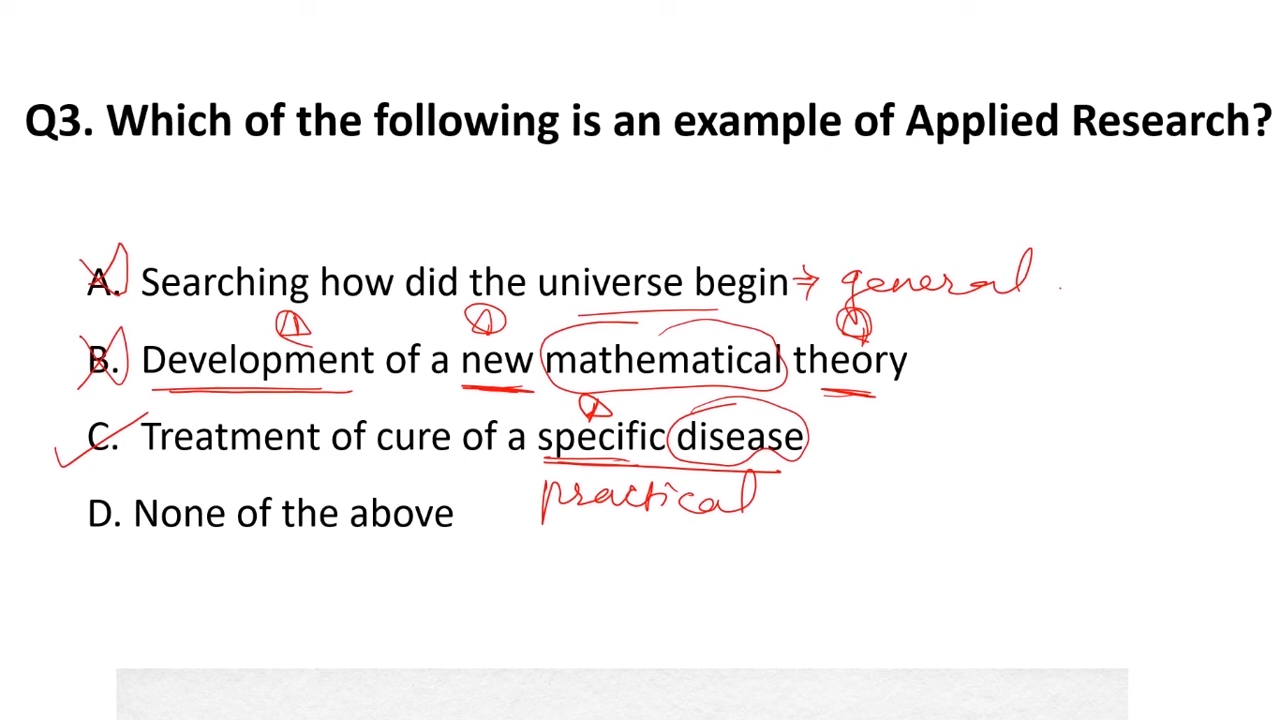 Q3. Which of the following is an example of Applied Research?
A. Searching how did the universe begin ⇒ general
B. Development of a new mathematical theory
C. Treatment of cure of a specific disease
practical
D. None of the above